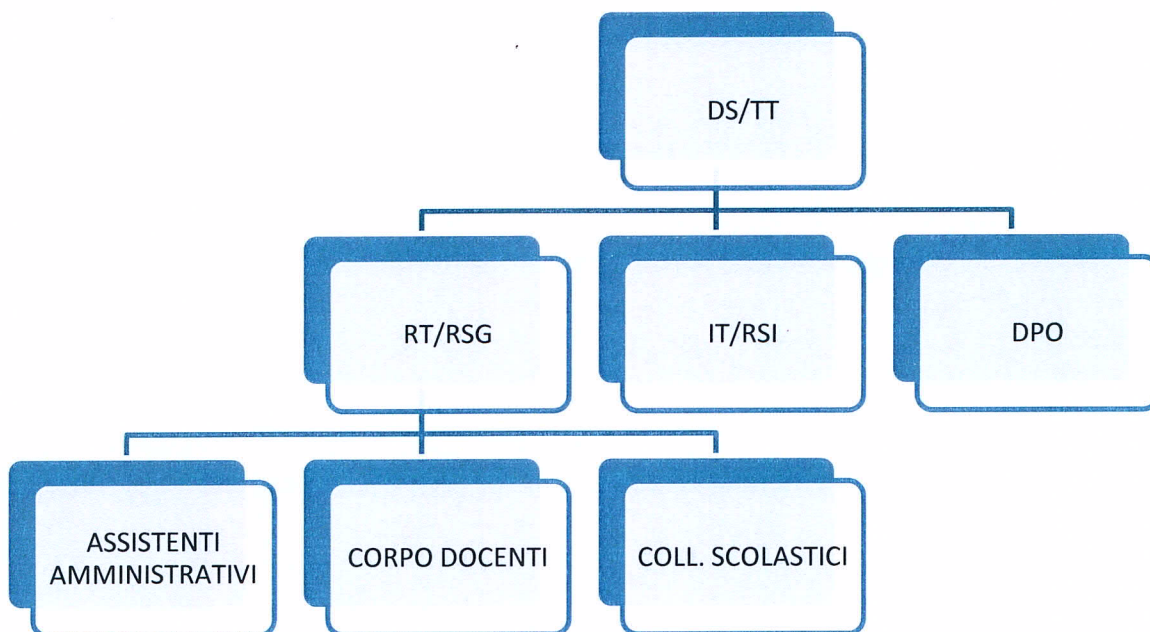 DS/TT
RT/RSG
IT/RSI
DPO
ASSISTENTI
AMMINISTRATIVI
CORPO DOCENTI
COLL. SCOLASTICI